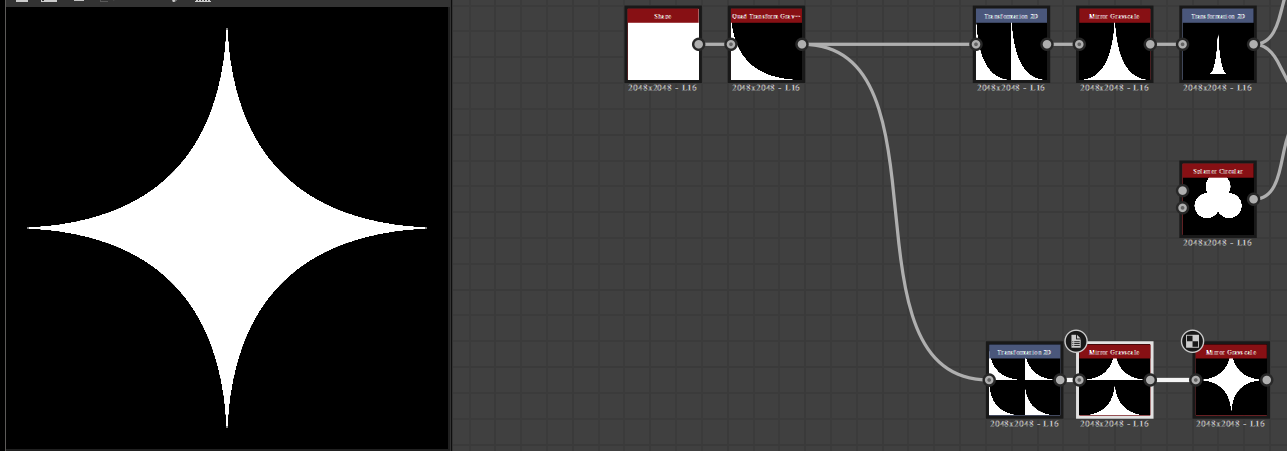 Shape
Quad Transform Gray--
Transformation 2D
Mirror Grayscale
Transformation 2D
2048x2048 - L16
2048x2048 - L16
2048x2048 - L16
2048x2048 - L16
2048x2048 - L16
Splatter Circular
2048x2048 - L16
Transformation 2D
Mirror Grayscale
Mirror Grayscale
2048x2048 - L16
2048x2048 - L16
2048x2048 - L16